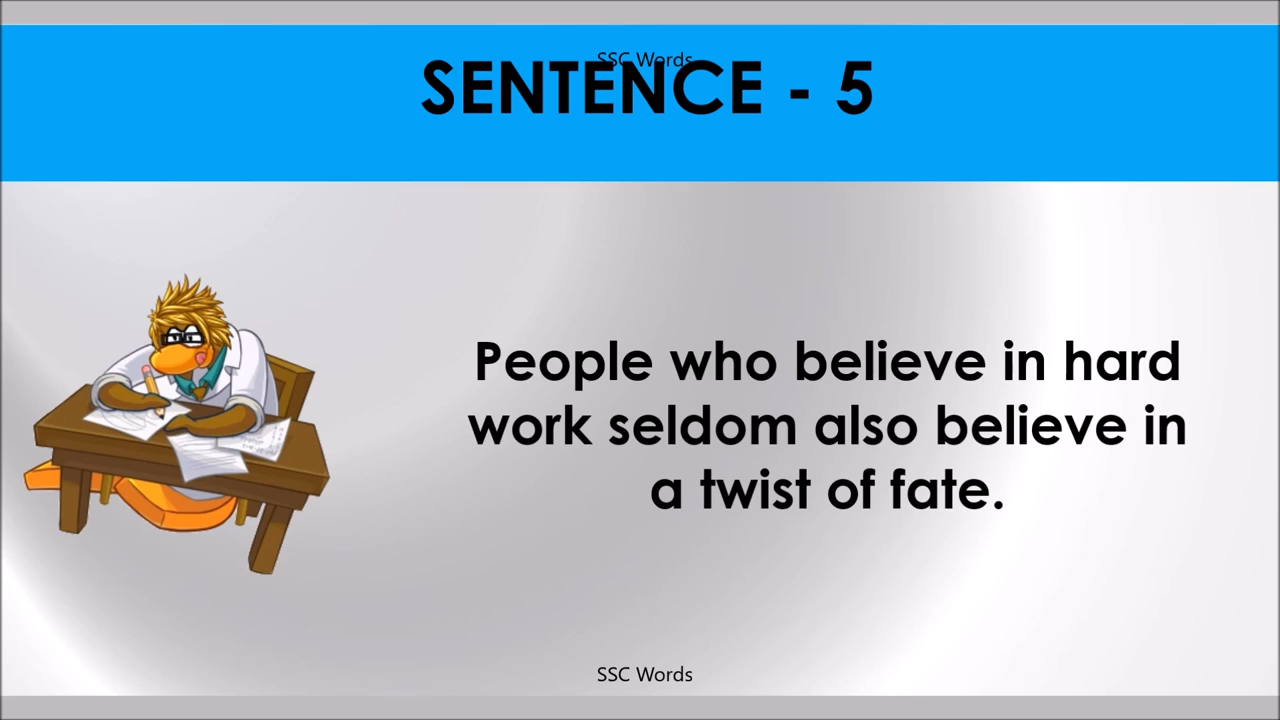 SSC Words
SENTENCE - 5
People who believe in hard
work seldom also believe in
a twist of fate.
SSC Words